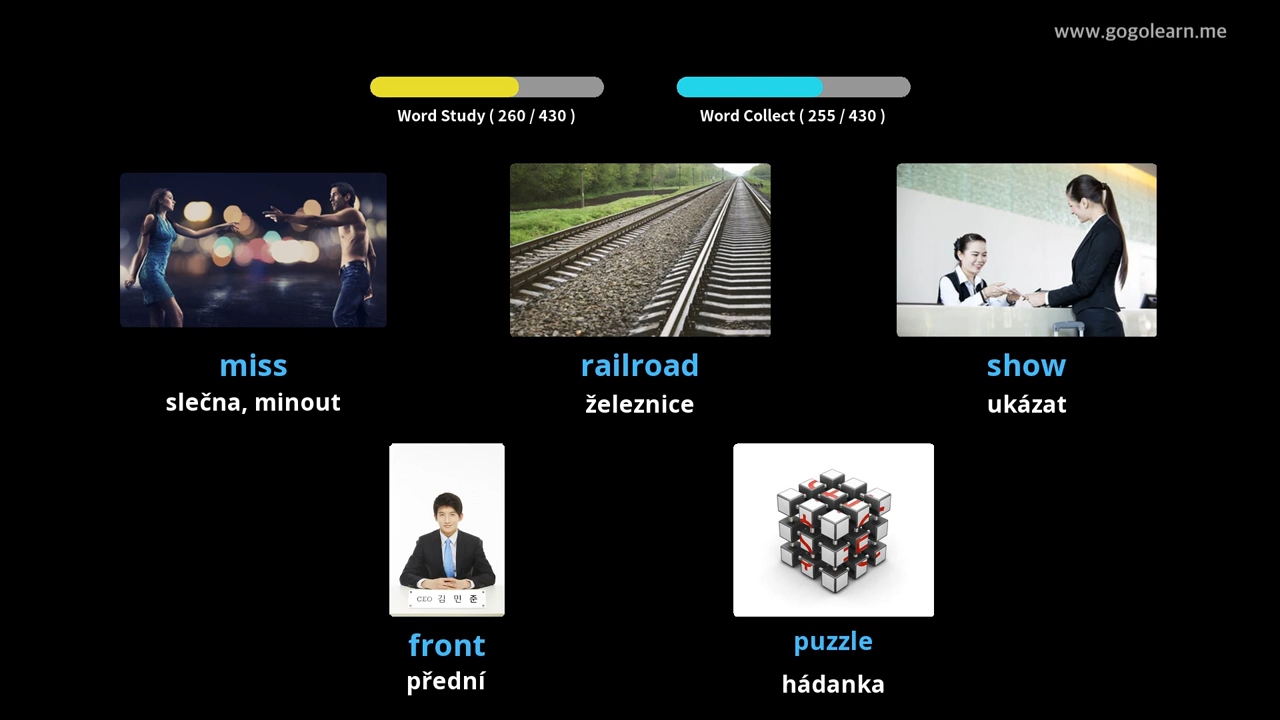 www.gogolearn.me
Word Study ( 260 / 430 )
Word Collect ( 255 / 430 )
miss
slečna, minout
railroad
železnice
show
ukázat
CEO 김 민 준
front
přední
puzzle
hádanka